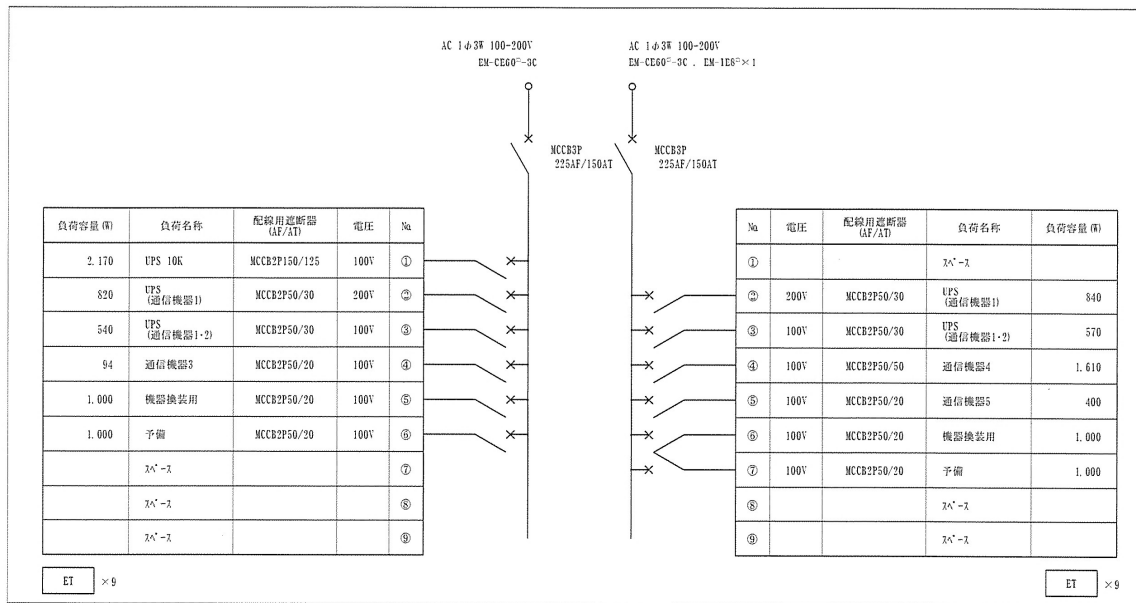 AC 1φ3W 100-200V
EM-CE60□-3C
AC 1φ3W 100-200V
EM-CE60□-3C . EM-IE8□×1
MCCB3P
225AF/150AT
MCCB3P
225AF/150AT
負荷容量(W) 負荷名称 配線用遮断器 (AF/AT) 電圧 No
2.170 UPS 10K MCCB2P150/125 100V ①
820 UPS (通信機器1) MCCB2P50/30 200V ②
540 UPS (通信機器1・2) MCCB2P50/30 100V ③
94 通信機器3 MCCB2P50/20 100V ④
1.000 機器換装用 MCCB2P50/20 100V ⑤
1.000 予備 MCCB2P50/20 100V ⑥
スペース ⑦
スペース ⑧
スペース ⑨
ET ×9
No 電圧 配線用遮断器 (AF/AT) 負荷名称 負荷容量(W)
① スペース
② 200V MCCB2P50/30 UPS (通信機器1) 840
③ 100V MCCB2P50/30 UPS (通信機器1・2) 570
④ 100V MCCB2P50/50 通信機器4 1.610
⑤ 100V MCCB2P50/20 通信機器5 400
⑥ 100V MCCB2P50/20 機器換装用 1.000
⑦ 100V MCCB2P50/20 予備 1.000
⑧ スペース
⑨ スペース
ET ×9